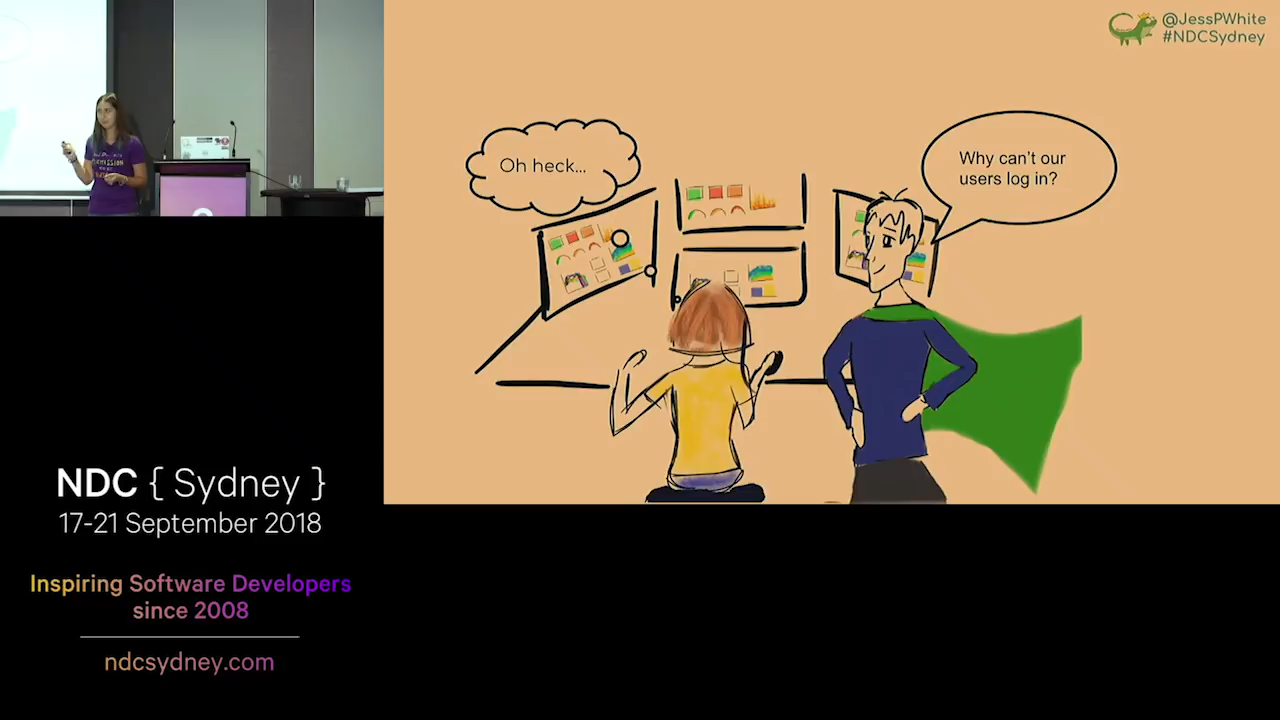 @JessPWhite
#NDCSydney
Oh heck...
Why can't our
users log in?
NDC { Sydney }
17-21 September 2018
Inspiring Software Developers
since 2008
ndcsydney.com